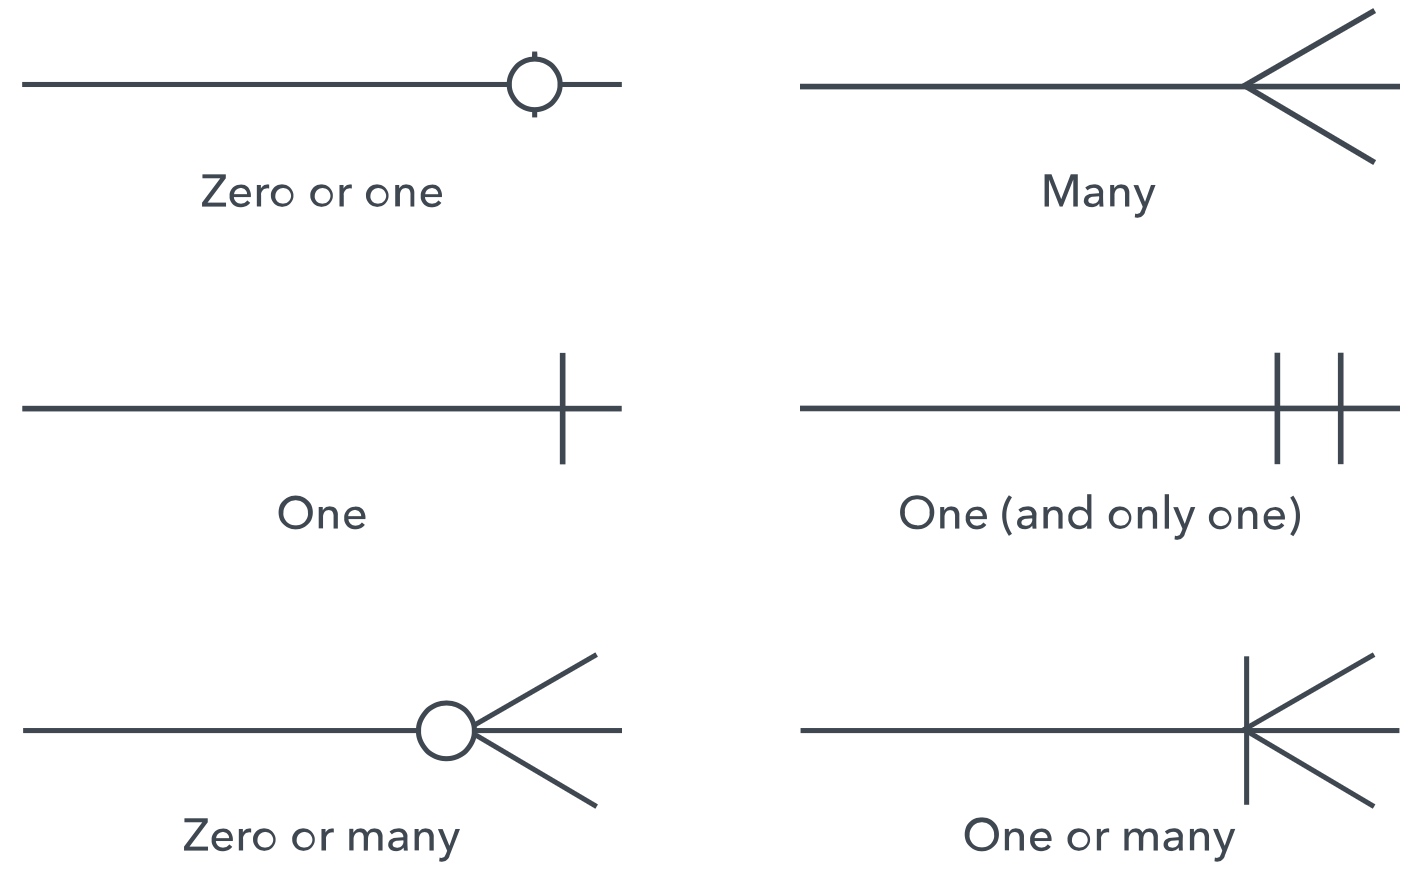 Zero or one
Many
One
One (and only one)
Zero or many
One or many